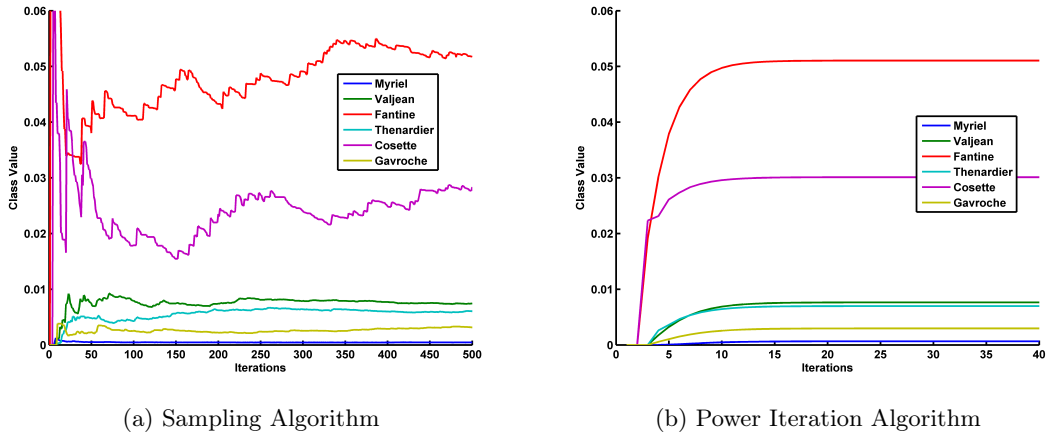 0.06
0.05
0.04
0.03
0.02
0.01
0
Class Value
50 100 150 200 250 300 350 400 450 500
Iterations
Myriel
Valjean
Fantine
Thenardier
Cosette
Gavroche
(a) Sampling Algorithm
0.06
0.05
0.04
0.03
0.02
0.01
0
Class Value
0 5 10 15 20 25 30 35 40
Iterations
Myriel
Valjean
Fantine
Thenardier
Cosette
Gavroche
(b) Power Iteration Algorithm